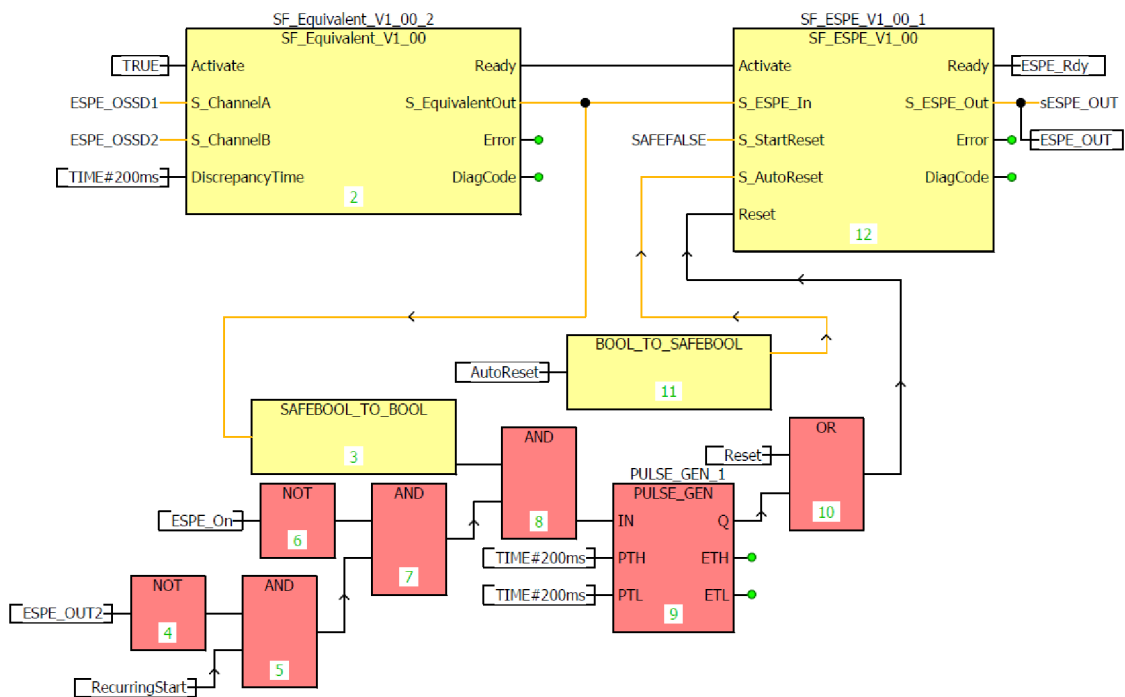 SF_Equivalent_V1_00_2 SF_ESPE_V1_00_1
SF_Equivalent_V1_00 SF_ESPE_V1_00
TRUE Activate Ready Activate Ready ESPE_Rdy
ESPE_OSSD1 S_ChannelA S_EquivalentOut S_ESPE_In S_ESPE_Out sESPE_OUT
ESPE_OSSD2 S_ChannelB Error SAFEFALSE S_StartReset Error ESPE_OUT
TIME#200ms DiscrepancyTime DiagCode S_AutoReset DiagCode
2 Reset
12
BOOL_TO_SAFEBOOL
AutoReset
11
SAFEBOOL_TO_BOOL
3
AND
8
OR
Reset
10
PULSE_GEN_1
NOT AND PULSE_GEN
ESPE_On IN Q
6 7
TIME#200ms PTH ETH
NOT AND
ESPE_OUT2 TIME#200ms PTL ETL
4 5 9
RecurringStart